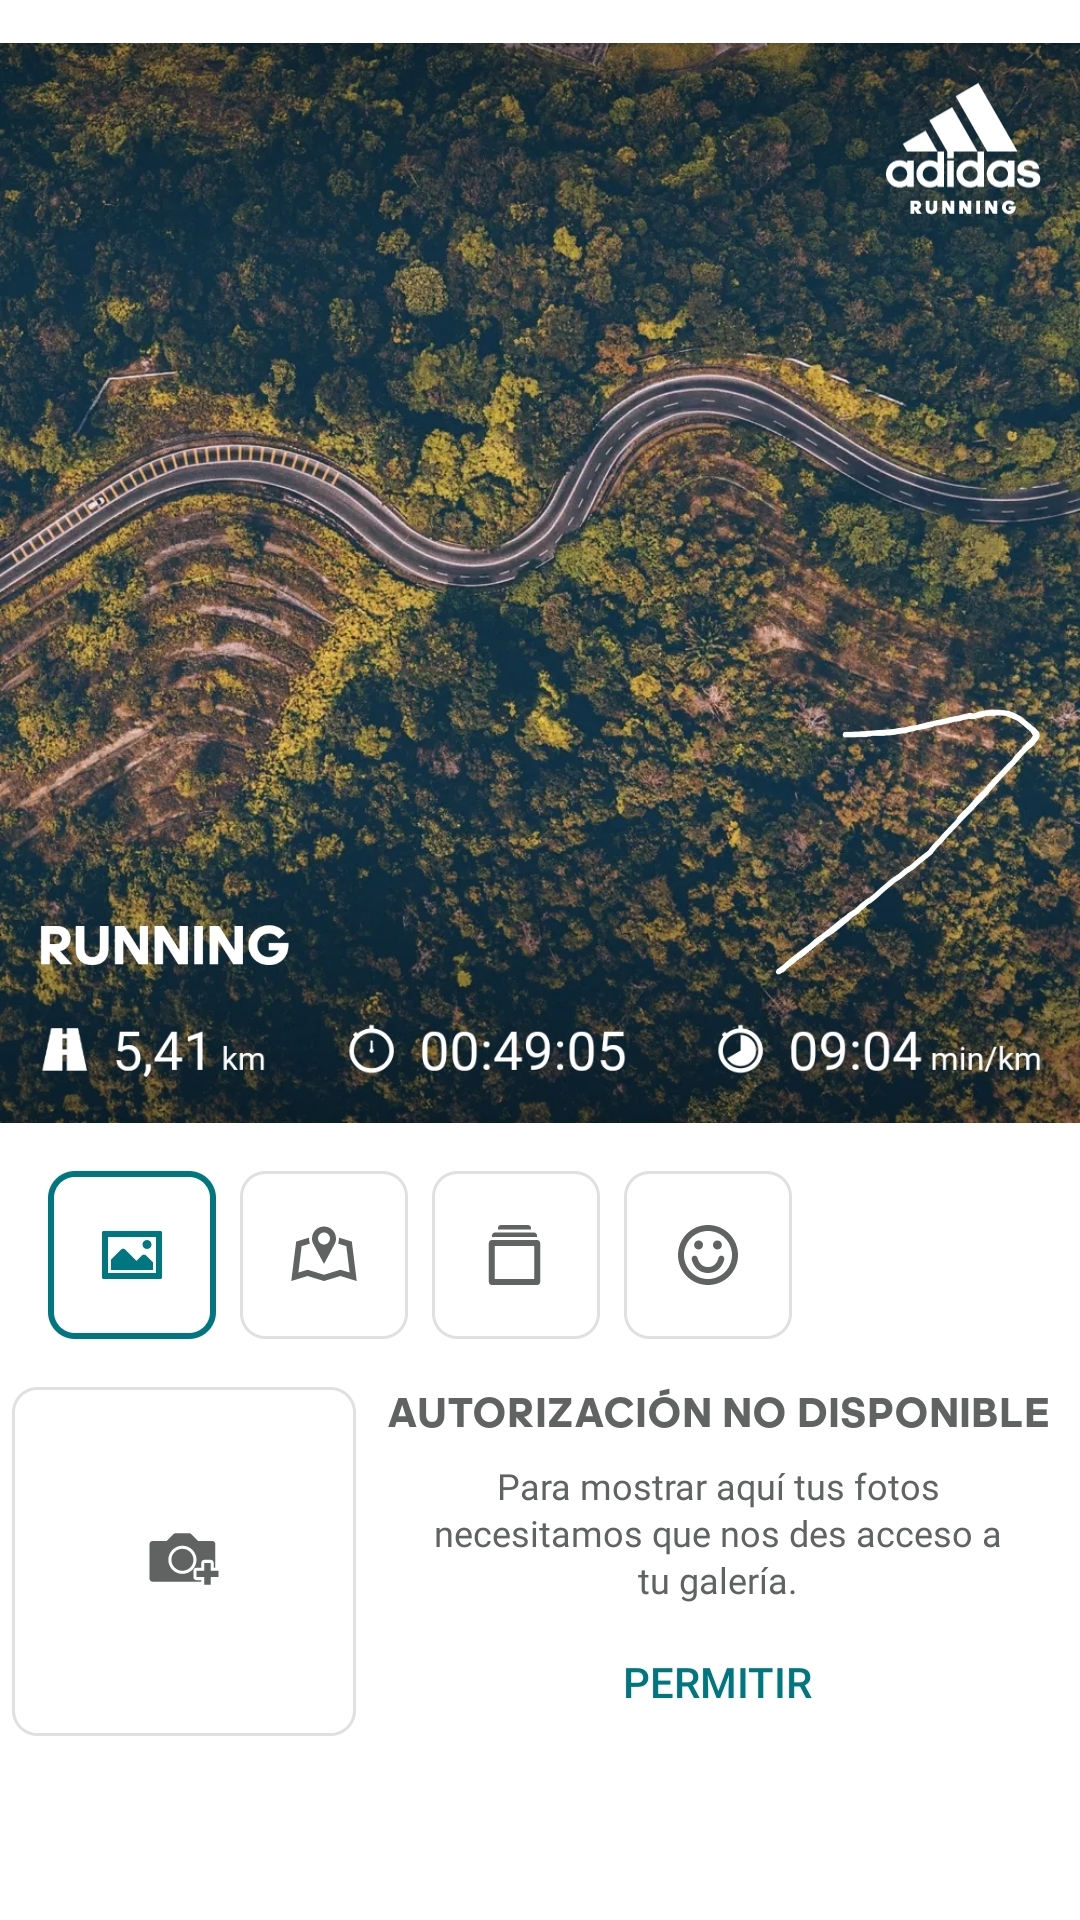 adidas
RUNNING
RUNNING
5,41 km 00:49:05 09:04 min/km
AUTORIZACIÓN NO DISPONIBLE
Para mostrar aquí tus fotos
necesitamos que nos des acceso a
tu galería.
PERMITIR